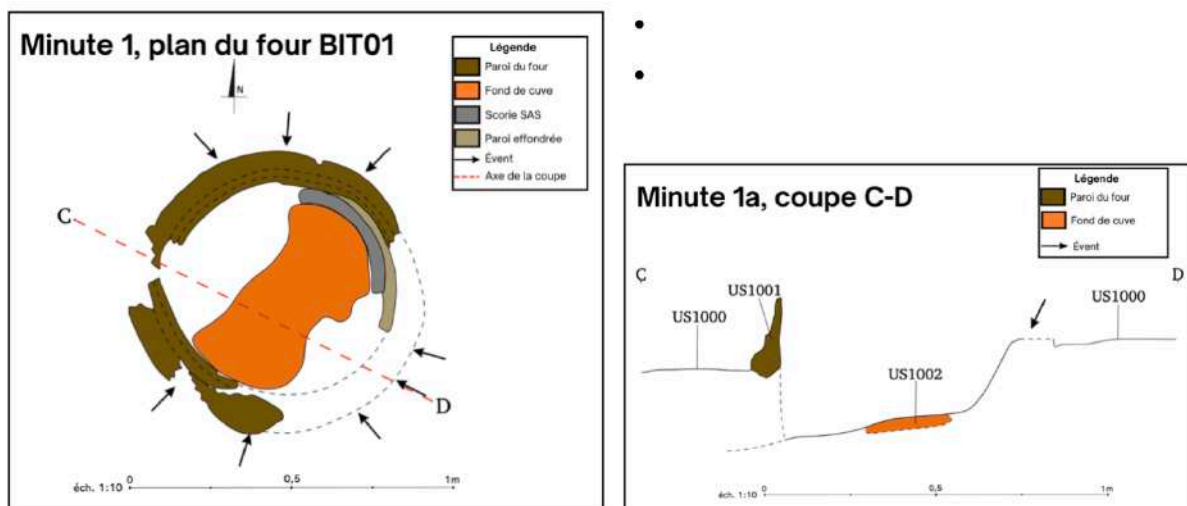 Minute 1, plan du four BIT01
Légende
Paroi du four
Fond de cuve
Scorie SAS
Paroi effondrée
Évent
Axe de la coupe
N
C
D
éch. 1:10
0
0,5
1m
Minute 1a, coupe C-D
Légende
Paroi du four
Fond de cuve
Évent
C
D
US1001
US1000
US1000
US1002
éch. 1:10
0
0,5
1m